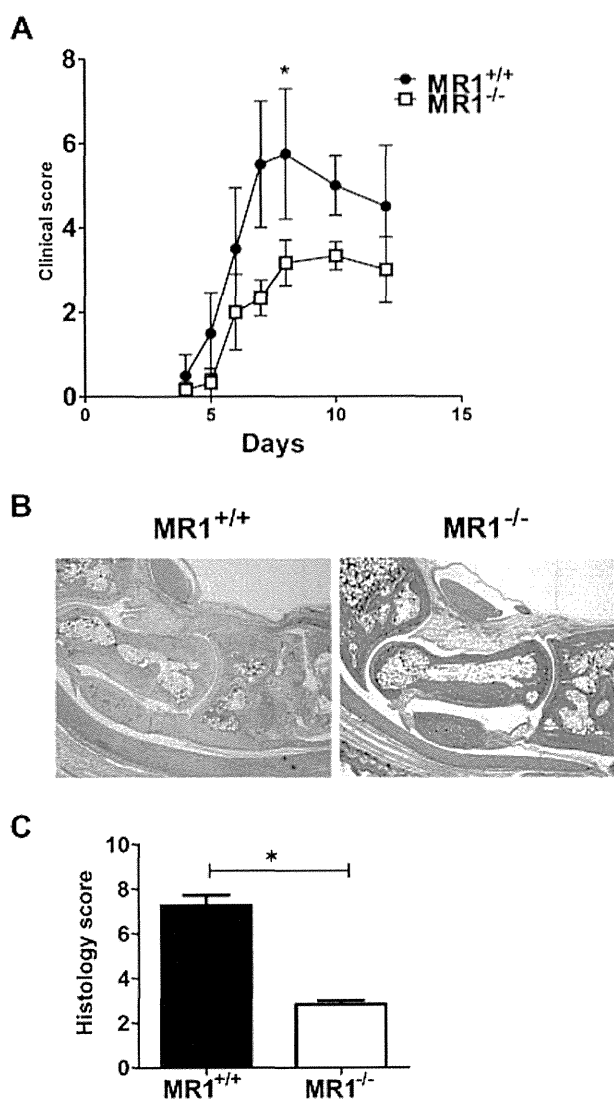 A
8
6
4
2
0
Clinical score
*
MR1+/+
MR1-/-
0
5
10
15
Days
B
MR1+/+
MR1-/-
C
10
8
6
4
2
0
Histology score
*
MR1+/+
MR1-/-